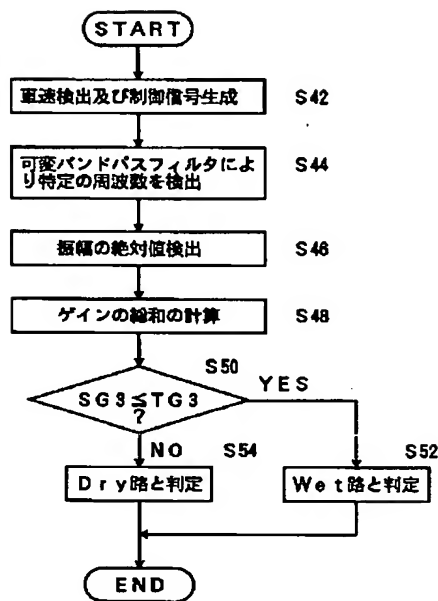 START
車速検出及び制御信号生成 S42
可変バンドパスフィルタによ
り特定の周波数を検出 S44
振幅の絶対値検出 S46
ゲインの総和の計算 S48
S50
SG3≦TG3
?
YES
NO
S54
S52
Dry路と判定
Wet路と判定
END